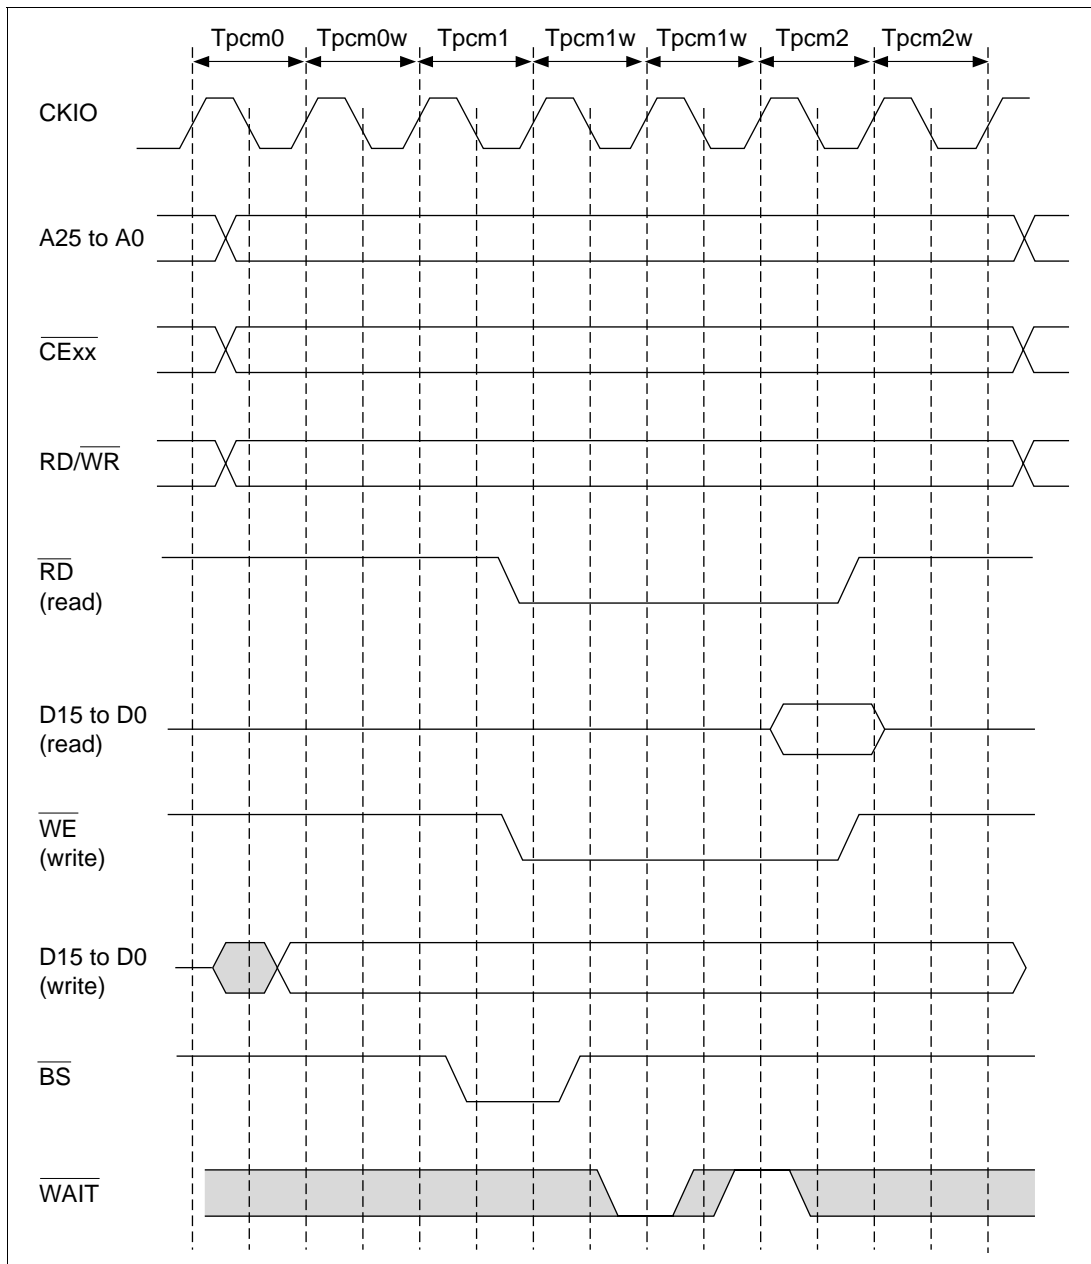 Tpcm0 Tpcm0w Tpcm1 Tpcm1w Tpcm1w Tpcm2 Tpcm2w
CKIO
A25 to A0
CExx
RD/WR
RD
(read)
D15 to D0
(read)
WE
(write)
D15 to D0
(write)
BS
WAIT